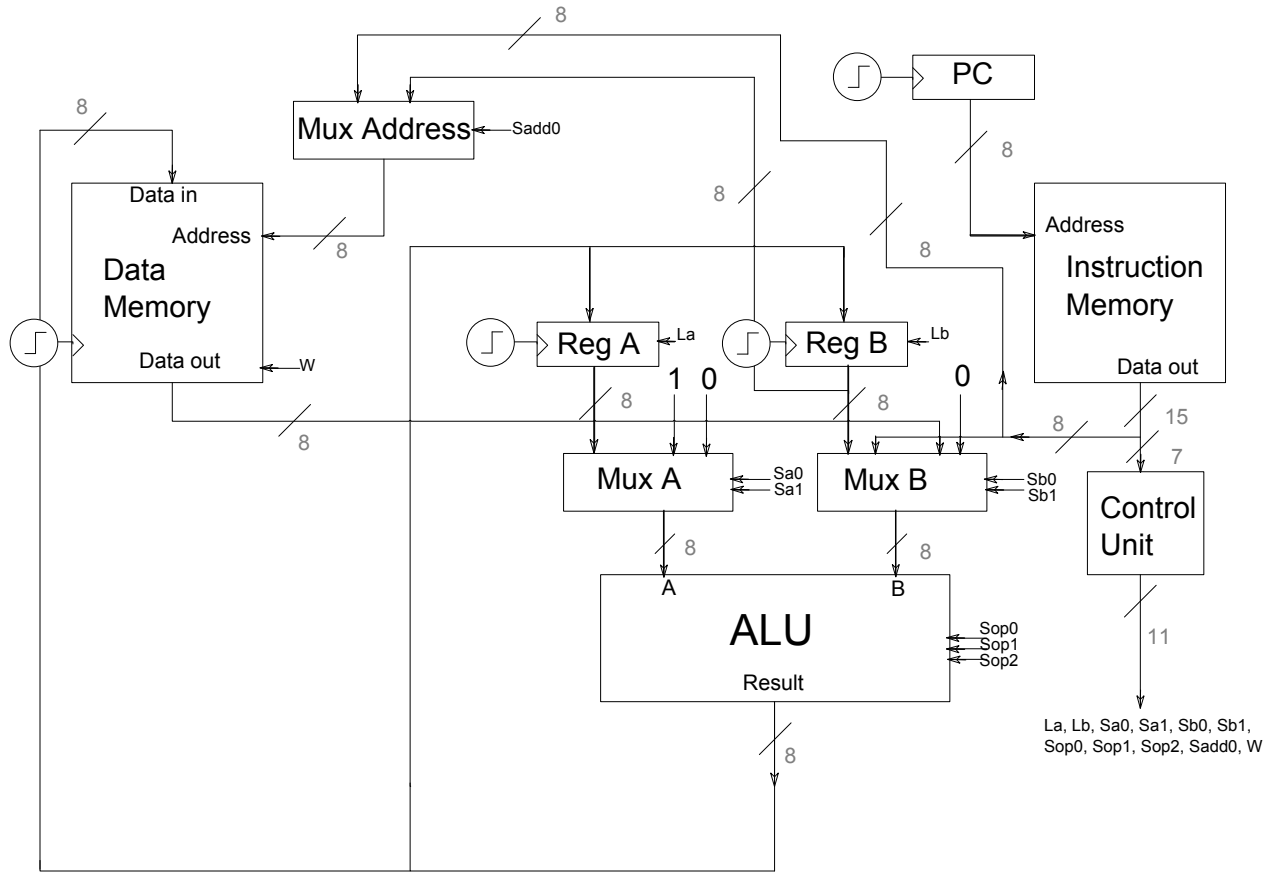 8
8
PC
8
Mux Address
Sadd0
8
8
Data in
Address
8
8
Address
Data
Memory
Instruction
Memory
Reg A
La
Reg B
Lb
Data out
W
Data out
1 0
0
8
8
8
8
15
7
Mux A
Sa0
Sa1
Mux B
Sb0
Sb1
Control
Unit
8
8
A
B
ALU
Sop0
Sop1
Sop2
11
Result
8
La, Lb, Sa0, Sa1, Sb0, Sb1,
Sop0, Sop1, Sop2, Sadd0, W